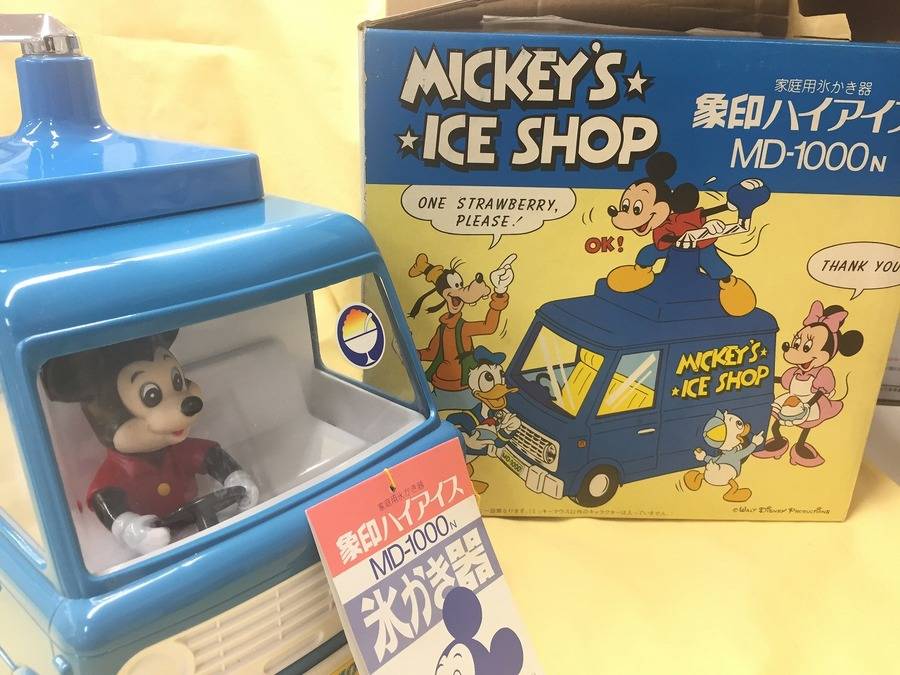 MICKEY'S
ICE SHOP
家庭用氷かき器
象印ハイアイス
MD-1000N
ONE STRAWBERRY,
PLEASE!
OK!
THANK YOU
MICKEY'S
ICE SHOP
MD-1000
©WALT DISNEY PRODUCTIONS
家庭用氷かき器
象印ハイアイス
MD-1000N
氷かき器